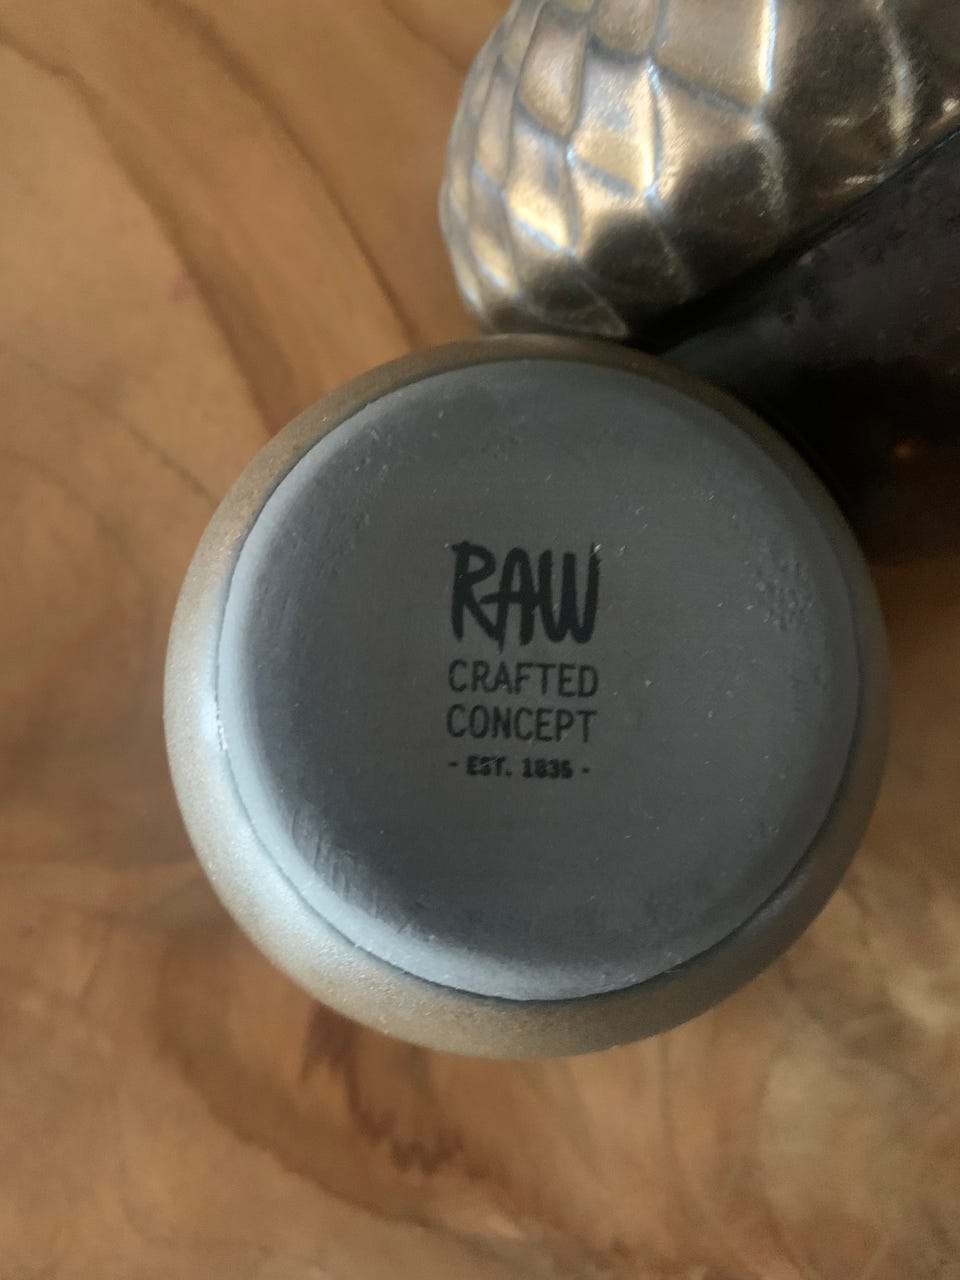 RAW
CRAFTED
CONCEPT
- EST. 1835 -